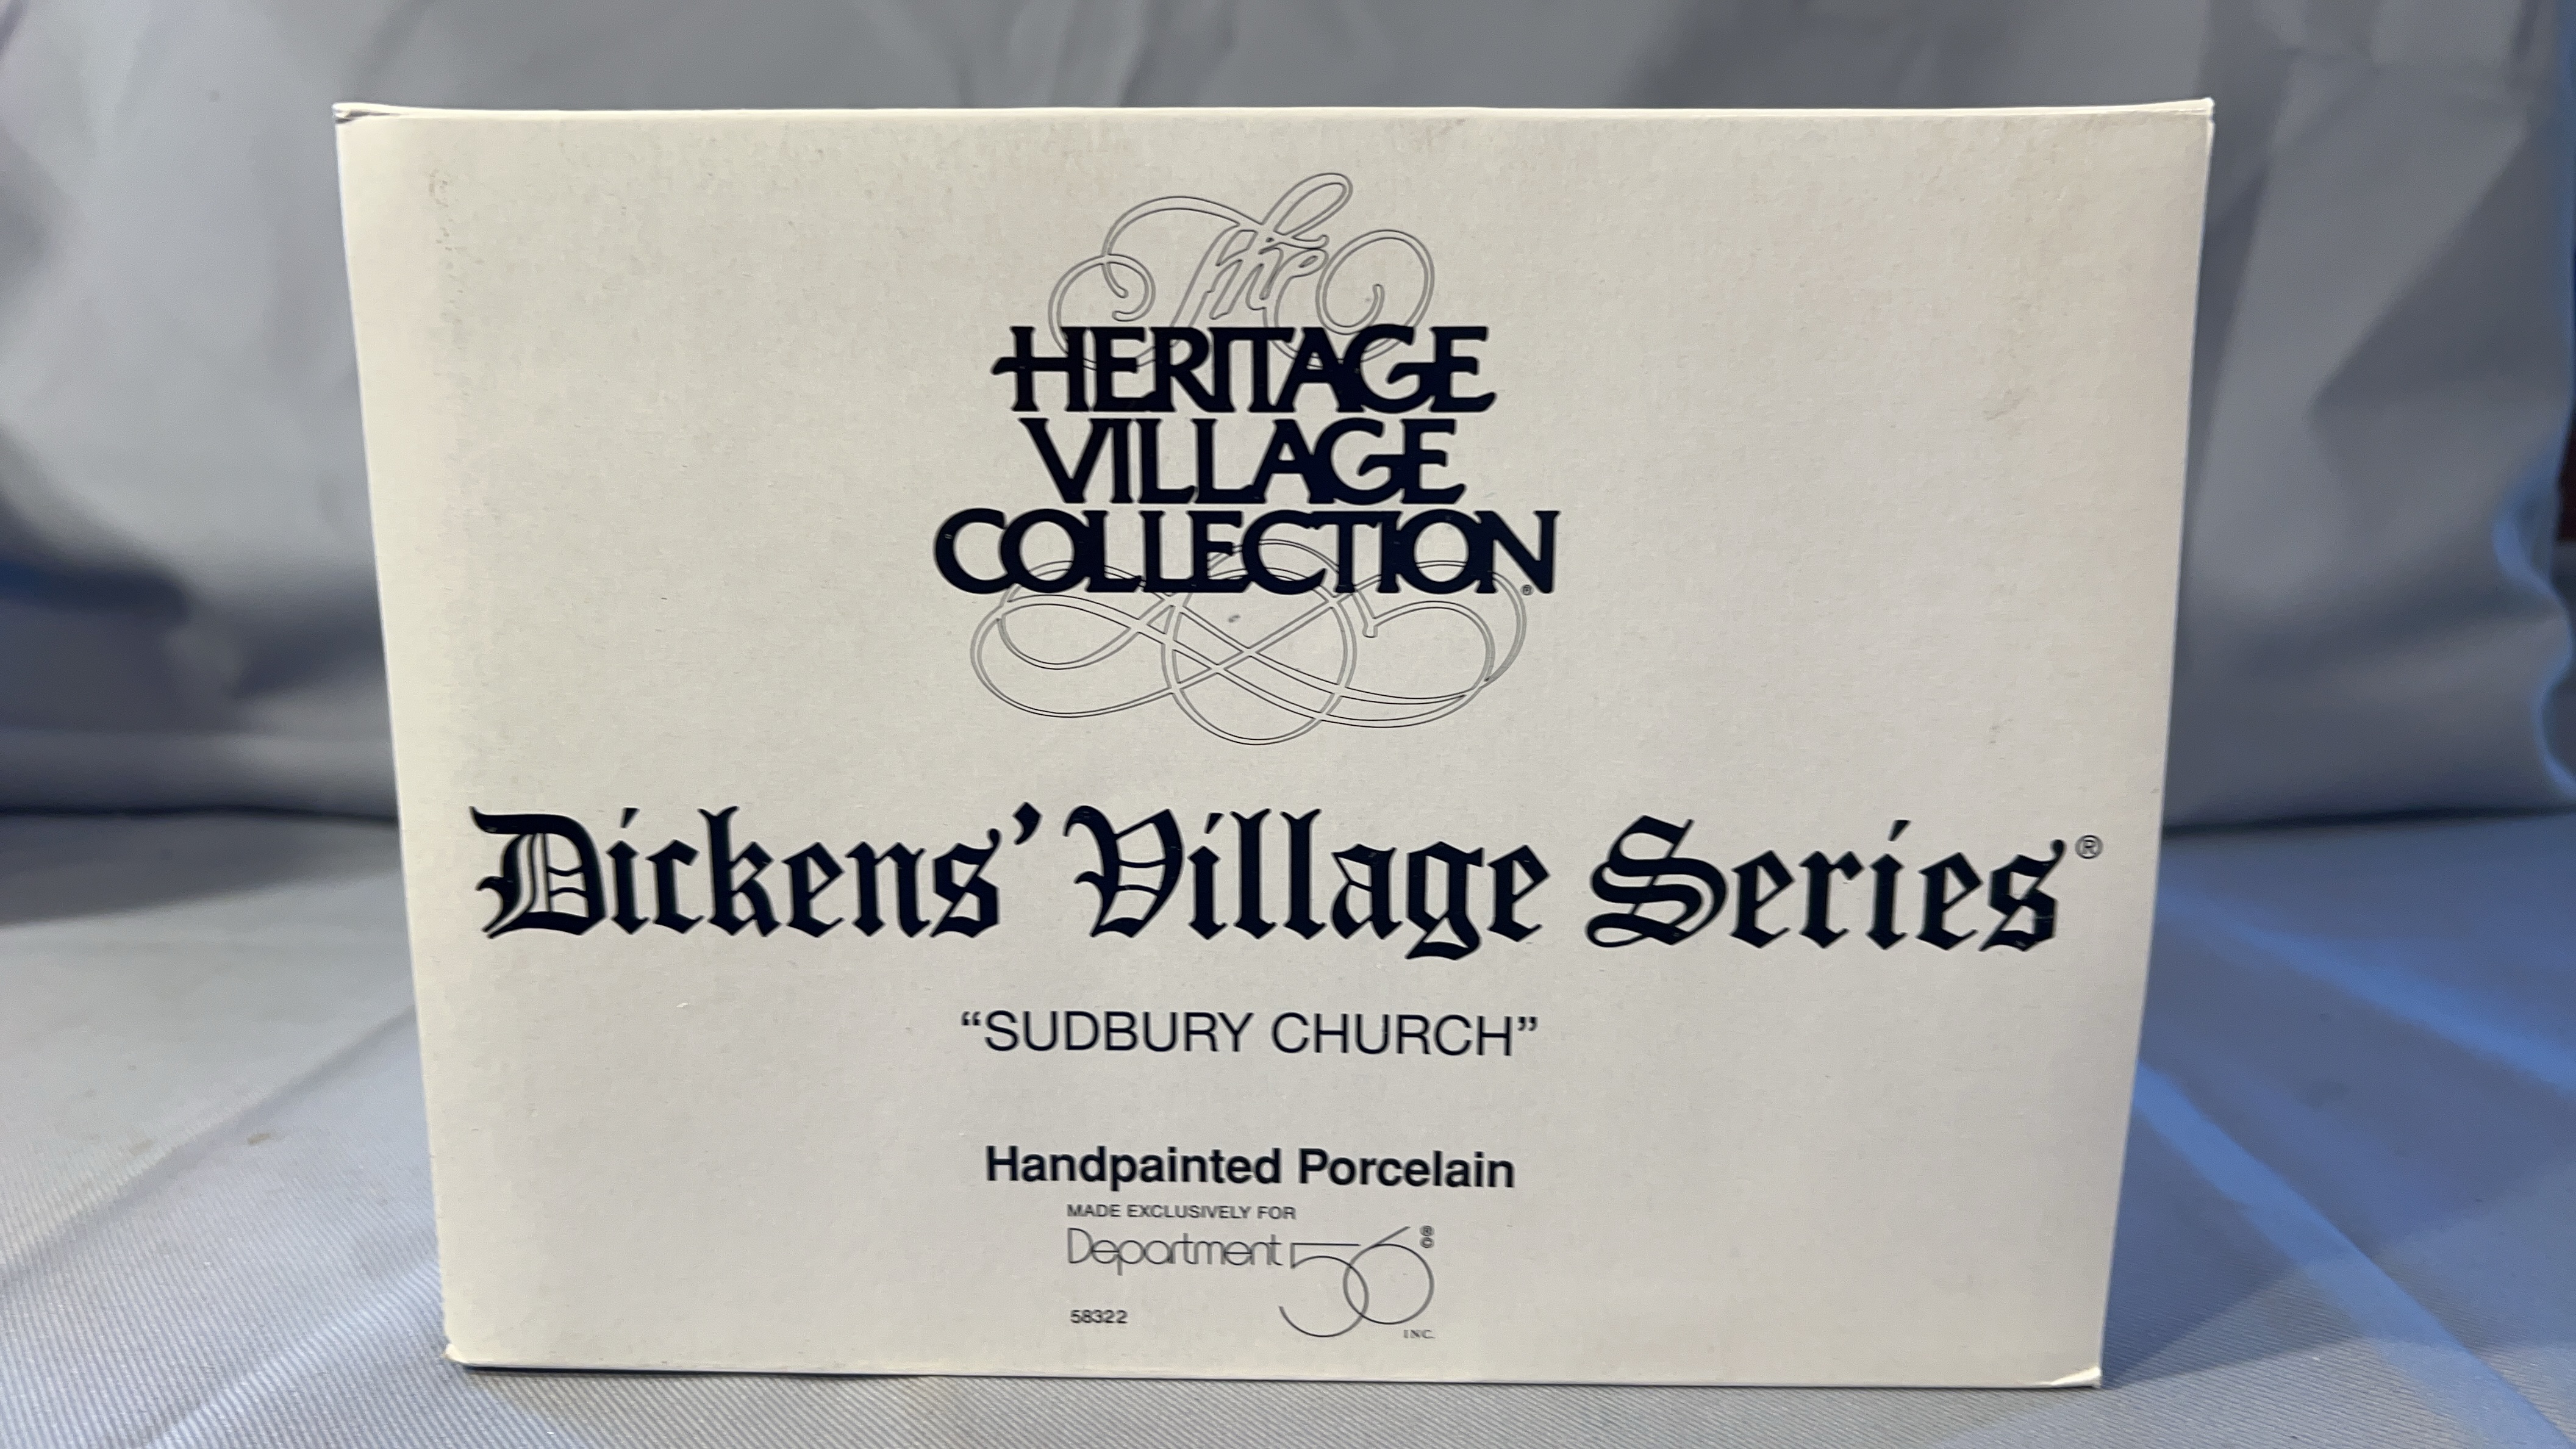 The
HERITAGE
VILLAGE
COLLECTION®
Dickens' Village Series®
“SUDBURY CHURCH”
Handpainted Porcelain
MADE EXCLUSIVELY FOR
Department 56®©
58322
INC.